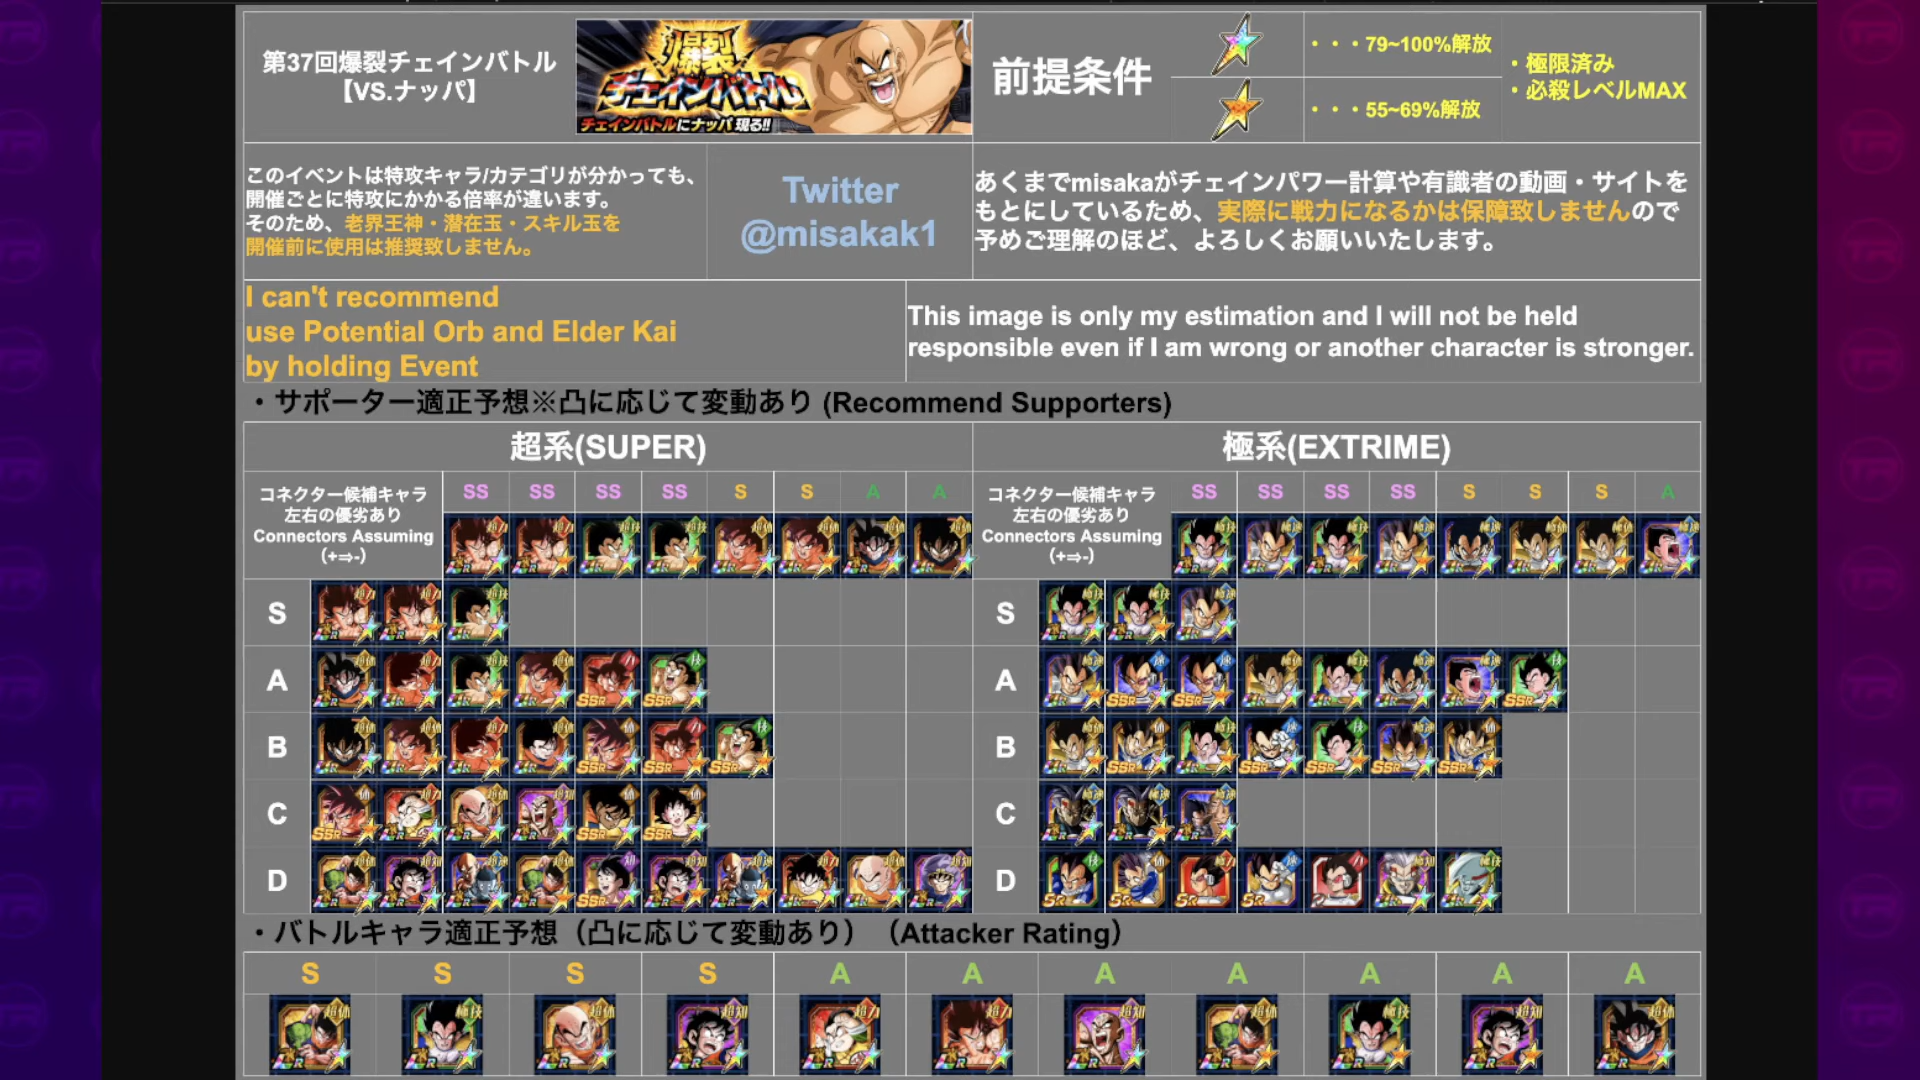 第37回爆裂チェインバトル
【VS.ナッパ】
爆裂
チェインバトル
チェインバトルにナッパ現る!!
前提条件
・・・79~100%解放
・・・55~69%解放
・極限済み
・必殺レベルMAX
このイベントは特攻キャラ/カテゴリが分かっても、
開催ごとに特攻にかかる倍率が違います。
そのため、老界王神・潜在玉・スキル玉を
開催前に使用は推奨致しません。
Twitter
@misakak1
あくまでmisakaがチェインパワー計算や有識者の動画・サイトを
もとにしているため、実際に戦力になるかは保障致しませんので
予めご理解のほど、よろしくお願いいたします。
I can't recommend
use Potential Orb and Elder Kai
by holding Event
This image is only my estimation and I will not be held
responsible even if I am wrong or another character is stronger.
・サポーター適正予想※凸に応じて変動あり (Recommend Supporters)
超系(SUPER)
極系(EXTRIME)
コネクター候補キャラ
左右の優劣あり
Connectors Assuming
(+⇒-)
SS SS SS SS S S A A
コネクター候補キャラ
左右の優劣あり
Connectors Assuming
(+⇒-)
SS SS SS SS S S S A
S
S
A
A
B
B
C
C
D
D
・バトルキャラ適正予想（凸に応じて変動あり）（Attacker Rating）
S S S S A A A A A A A